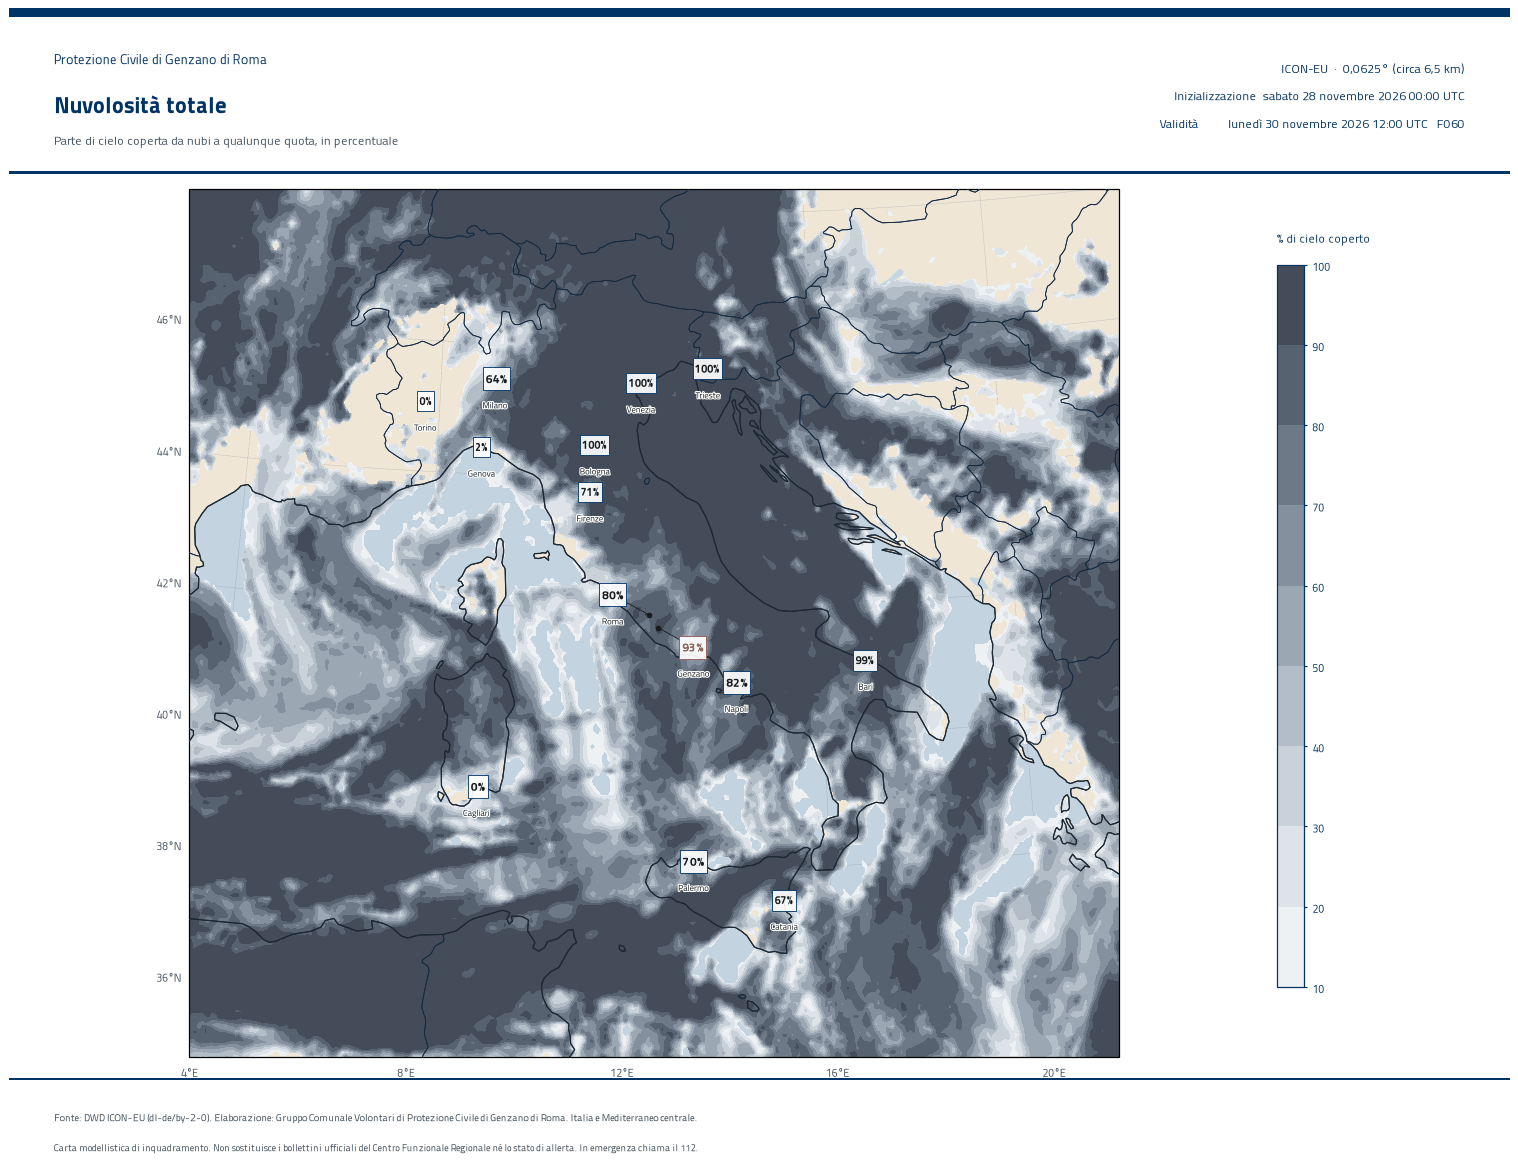 Protezione Civile di Genzano di Roma
Nuvolosità totale
Parte di cielo coperta da nubi a qualunque quota, in percentuale
ICON-EU · 0,0625° (circa 6,5 km)
Inizializzazione sabato 28 novembre 2026 00:00 UTC
Validità lunedì 30 novembre 2026 12:00 UTC F060
% di cielo coperto
100
90
80
70
60
50
40
30
20
10
46°N
44°N
42°N
40°N
38°N
36°N
4°E
8°E
12°E
16°E
20°E
100%
Trieste
64%
Milano
100%
Venezia
0%
Torino
2%
Genova
100%
Bologna
71%
Firenze
80%
Roma
93%
Genzano
99%
Bari
82%
Napoli
0%
Cagliari
70%
Palermo
67%
Catania
Fonte: DWD ICON-EU (dl-de/by-2-0). Elaborazione: Gruppo Comunale Volontari di Protezione Civile di Genzano di Roma. Italia e Mediterraneo centrale.
Carta modellistica di inquadramento. Non sostituisce i bollettini ufficiali del Centro Funzionale Regionale né lo stato di allerta. In emergenza chiama il 112.